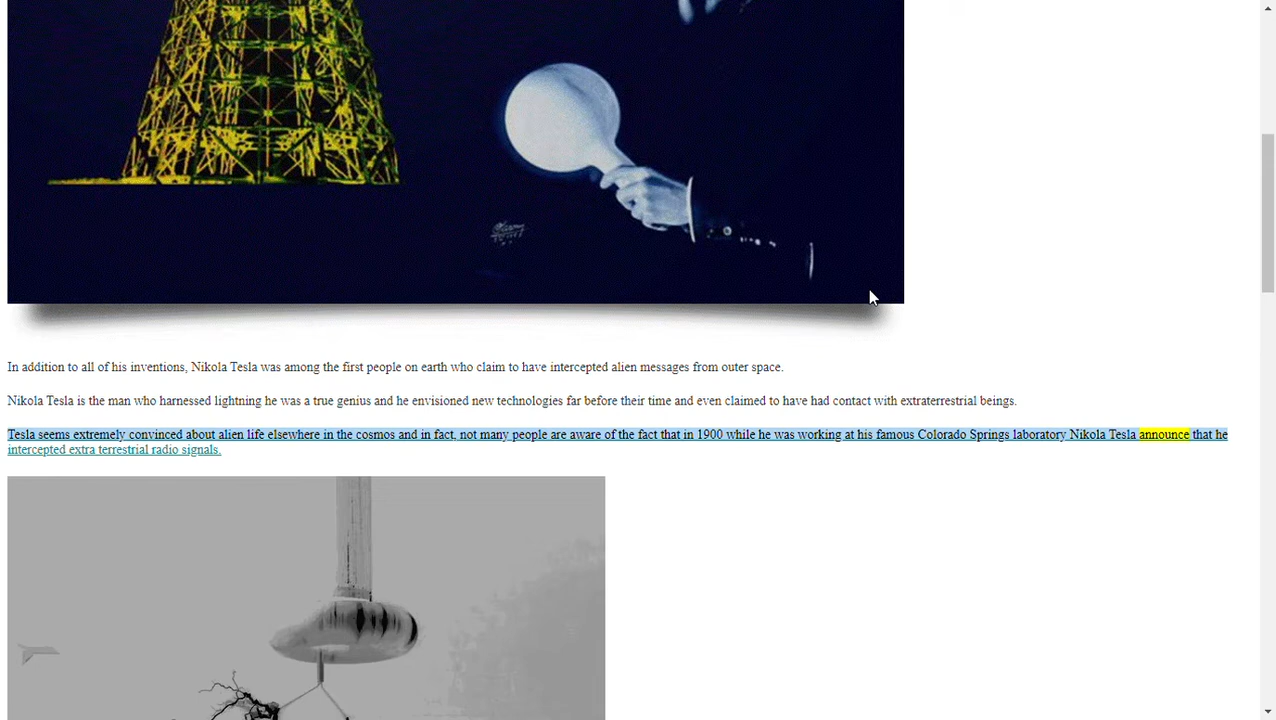 In addition to all of his inventions, Nikola Tesla was among the first people on earth who claim to have intercepted alien messages from outer space.
Nikola Tesla is the man who harnessed lightning he was a true genius and he envisioned new technologies far before their time and even claimed to have had contact with extraterrestrial beings.
Tesla seems extremely convinced about alien life elsewhere in the cosmos and in fact, not many people are aware of the fact that in 1900 while he was working at his famous Colorado Springs laboratory Nikola Tesla announce that he
intercepted extra terrestrial radio signals.